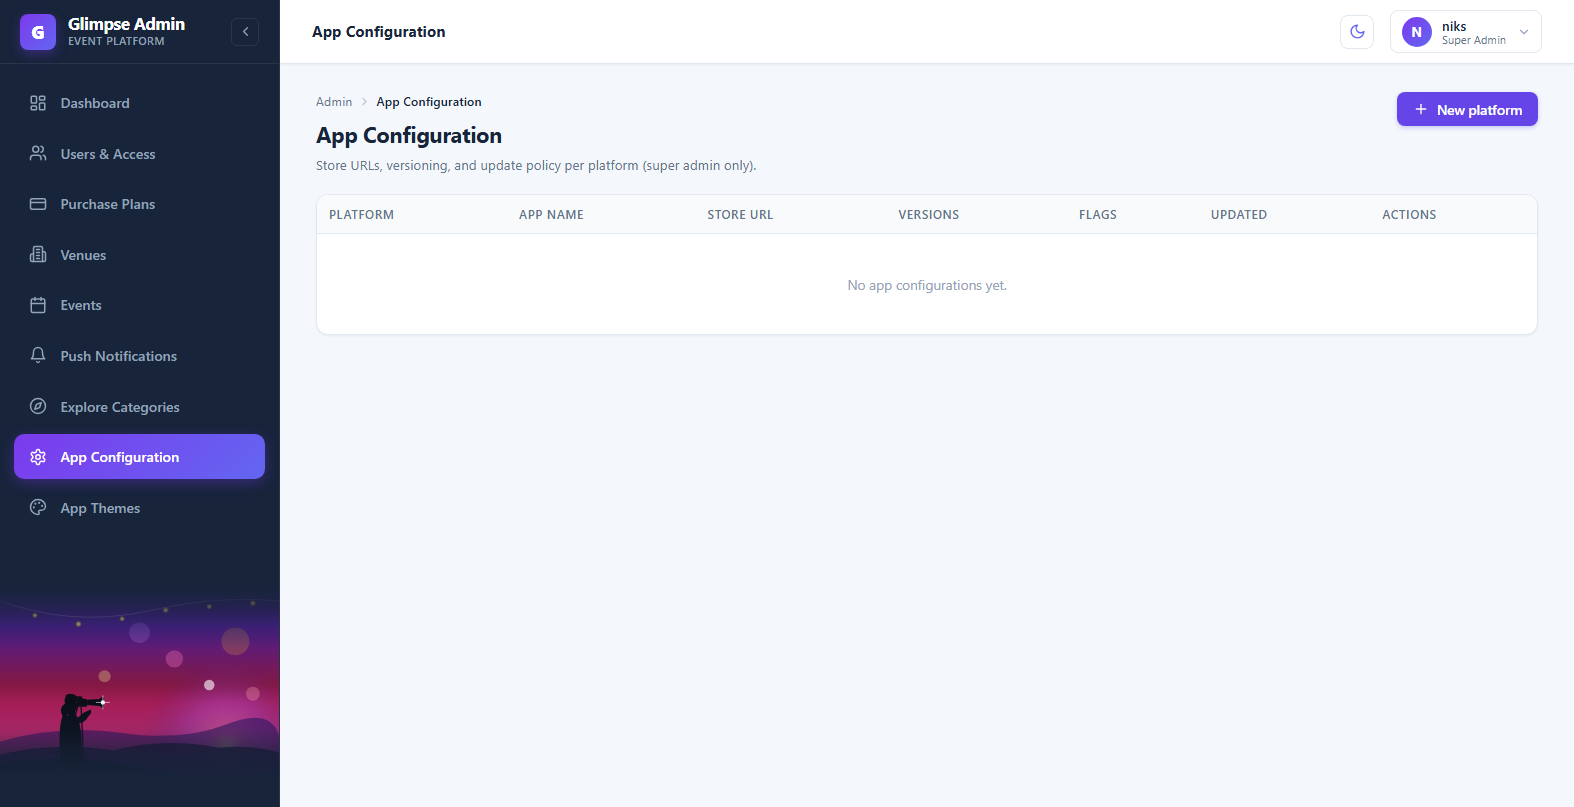 G
Glimpse Admin
EVENT PLATFORM
Dashboard
Users & Access
Purchase Plans
Venues
Events
Push Notifications
Explore Categories
App Configuration
App Themes
App Configuration
N
niks
Super Admin
Admin > App Configuration
New platform
App Configuration
Store URLs, versioning, and update policy per platform (super admin only).
PLATFORM APP NAME STORE URL VERSIONS FLAGS UPDATED ACTIONS
No app configurations yet.